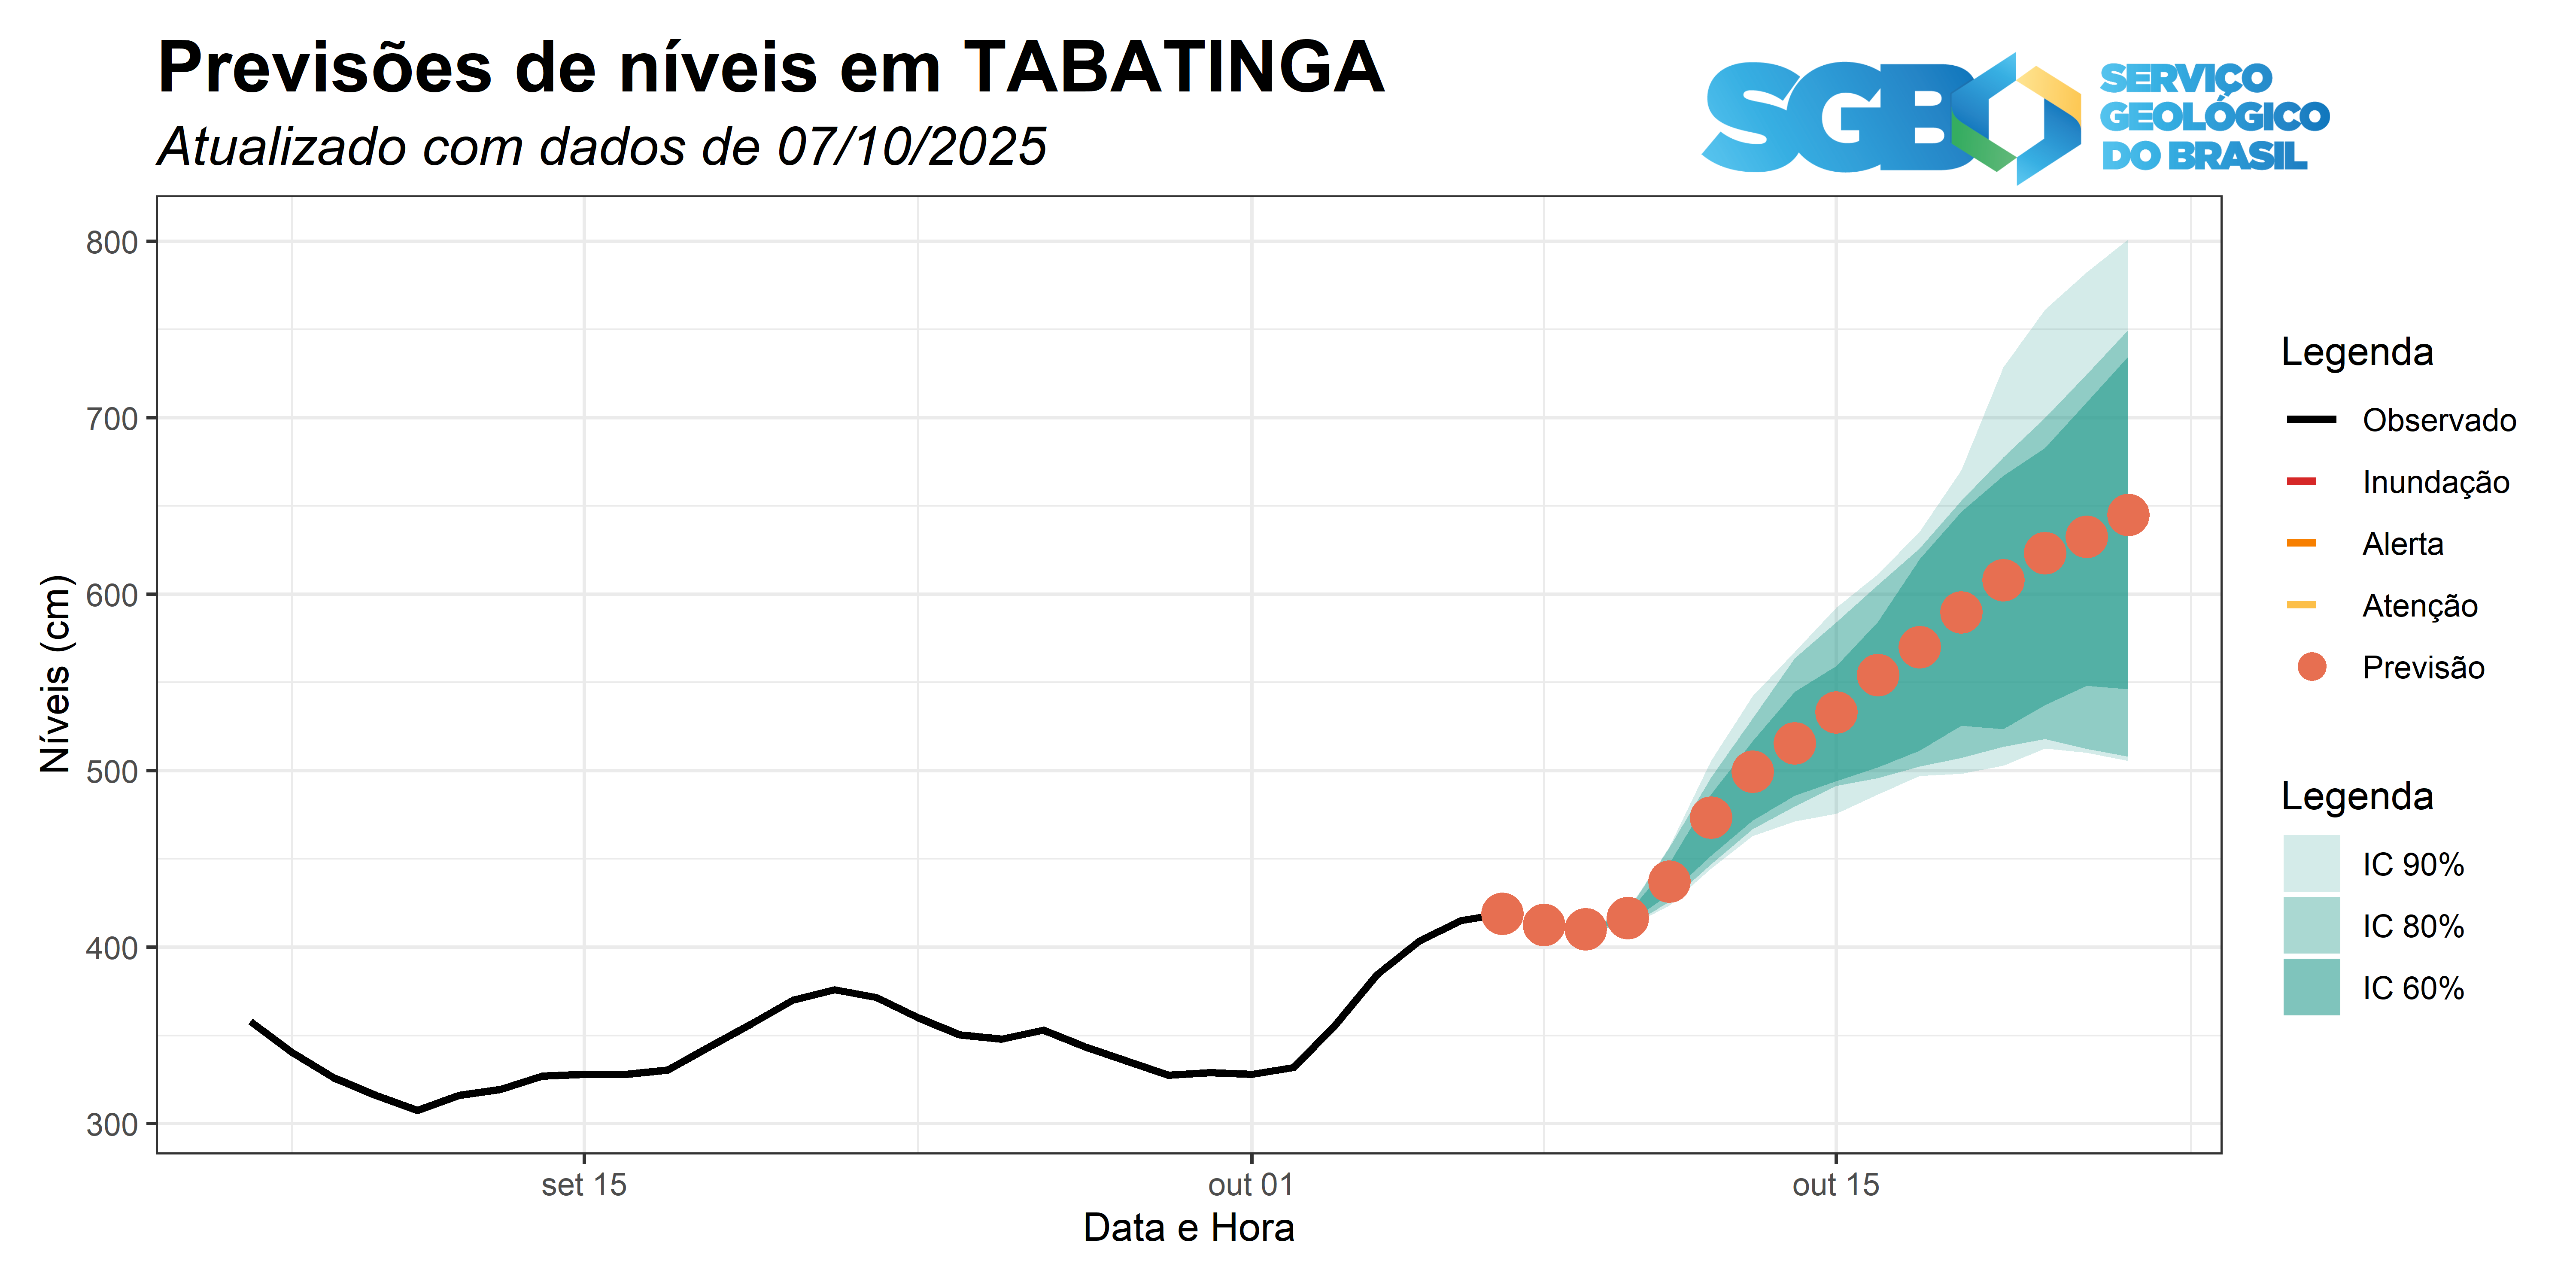 Previsões de níveis em TABATINGA
Atualizado com dados de 07/10/2025
SGB
SERVIÇO
GEOLÓGICO
DO BRASIL
Níveis (cm)
800
700
600
500
400
300
set 15
out 01
out 15
Data e Hora
Legenda
Observado
Inundação
Alerta
Atenção
Previsão
Legenda
IC 90%
IC 80%
IC 60%